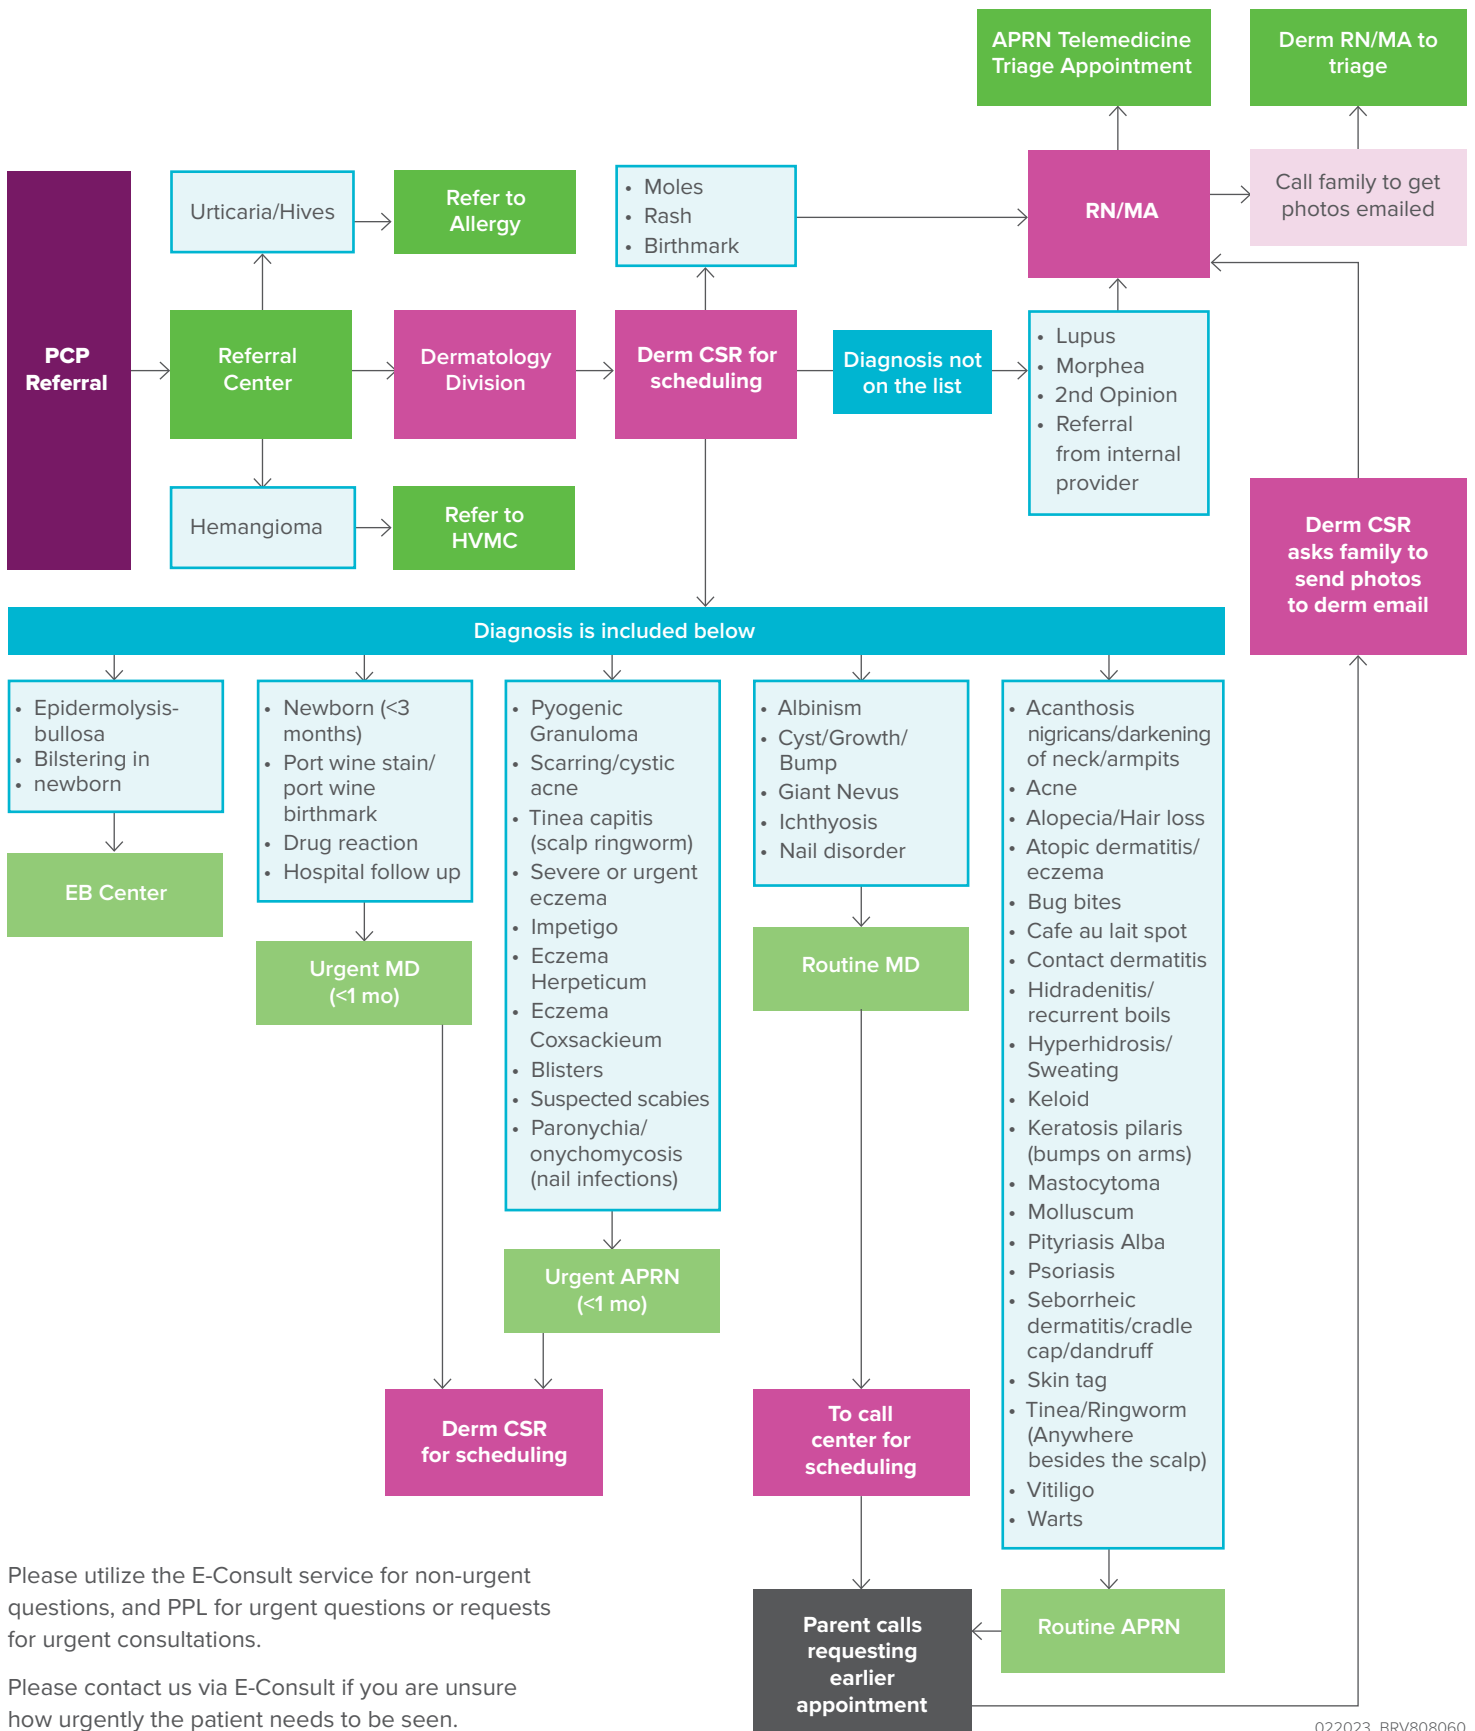 APRN Telemedicine
Triage Appointment
Derm RN/MA to
triage
Urticaria/Hives
Refer to
Allergy
• Moles
• Rash
• Birthmark
RN/MA
Call family to get
photos emailed
PCP
Referral
Referral
Center
Dermatology
Division
Derm CSR for
scheduling
Diagnosis not
on the list
• Lupus
• Morphea
• 2nd Opinion
• Referral
from internal
provider
Hemangioma
Refer to
HVMC
Derm CSR
asks family to
send photos
to derm email
Diagnosis is included below
• Epidermolysis-
bullosa
• Bilstering in
• newborn
EB Center
• Newborn (<3
months)
• Port wine stain/
port wine
birthmark
• Drug reaction
• Hospital follow up
Urgent MD
(<1 mo)
• Pyogenic
Granuloma
• Scarring/cystic
acne
• Tinea capitis
(scalp ringworm)
• Severe or urgent
eczema
• Impetigo
• Eczema
Herpeticum
• Eczema
Coxsackieum
• Blisters
• Suspected scabies
• Paronychia/
onychomycosis
(nail infections)
Urgent APRN
(<1 mo)
Derm CSR
for scheduling
• Albinism
• Cyst/Growth/
Bump
• Giant Nevus
• Ichthyosis
• Nail disorder
Routine MD
To call
center for
scheduling
• Acanthosis
nigricans/darkening
of neck/armpits
• Acne
• Alopecia/Hair loss
• Atopic dermatitis/
eczema
• Bug bites
• Cafe au lait spot
• Contact dermatitis
• Hidradenitis/
recurrent boils
• Hyperhidrosis/
Sweating
• Keloid
• Keratosis pilaris
(bumps on arms)
• Mastocytoma
• Molluscum
• Pityriasis Alba
• Psoriasis
• Seborrheic
dermatitis/cradle
cap/dandruff
• Skin tag
• Tinea/Ringworm
(Anywhere
besides the scalp)
• Vitiligo
• Warts
Parent calls
requesting
earlier
appointment
Routine APRN
Please utilize the E-Consult service for non-urgent
questions, and PPL for urgent questions or requests
for urgent consultations.
Please contact us via E-Consult if you are unsure
how urgently the patient needs to be seen.
022023_BRV808060